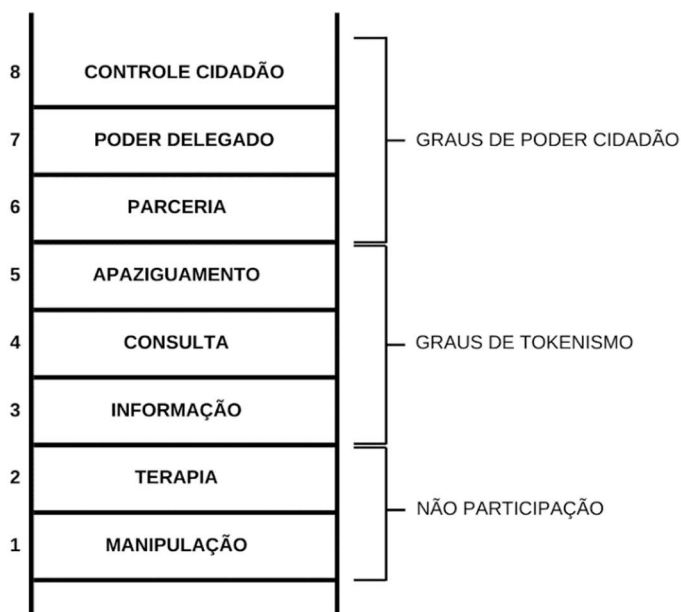 8 CONTROLE CIDADÃO
7 PODER DELEGADO GRAUS DE PODER CIDADÃO
6 PARCERIA
5 APAZIGUAMENTO
4 CONSULTA GRAUS DE TOKENISMO
3 INFORMAÇÃO
2 TERAPIA
NÃO PARTICIPAÇÃO
1 MANIPULAÇÃO